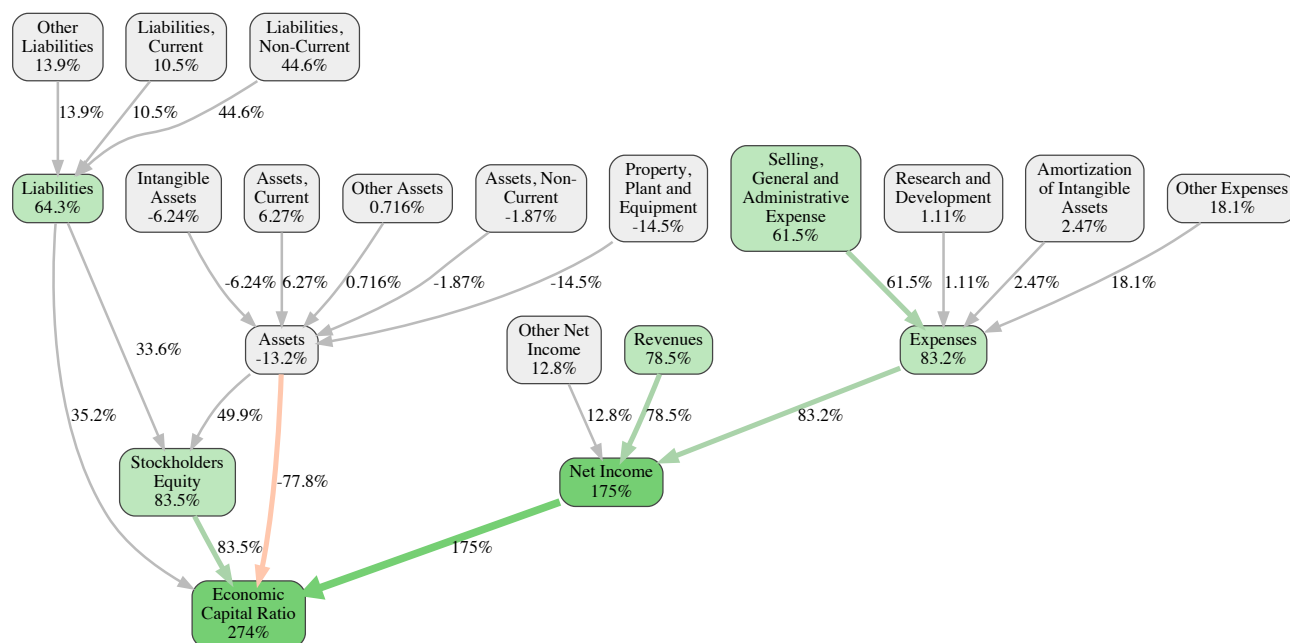 Other
Liabilities
13.9%
Liabilities,
Current
10.5%
Liabilities,
Non-Current
44.6%
13.9%
10.5%
44.6%
Liabilities
64.3%
Intangible
Assets
-6.24%
Assets,
Current
6.27%
Other Assets
0.716%
Assets, Non-
Current
-1.87%
Property,
Plant and
Equipment
-14.5%
Selling,
General and
Administrative
Expense
61.5%
Research and
Development
1.11%
Amortization
of Intangible
Assets
2.47%
Other Expenses
18.1%
-6.24%
6.27%
0.716%
-1.87%
-14.5%
61.5%
1.11%
2.47%
18.1%
Assets
-13.2%
Other Net
Income
12.8%
Revenues
78.5%
Expenses
83.2%
33.6%
35.2%
49.9%
12.8%
78.5%
83.2%
Stockholders
Equity
83.5%
-77.8%
Net Income
175%
83.5%
175%
Economic
Capital Ratio
274%